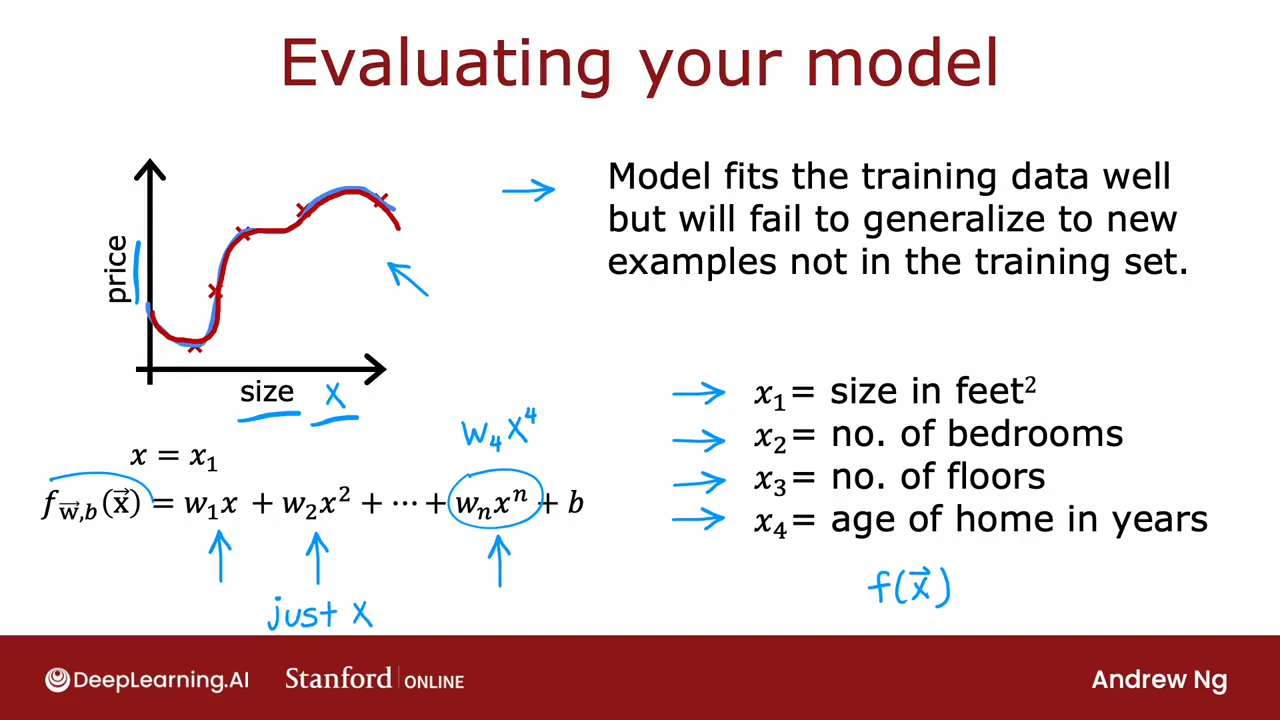 Evaluating your model
price
size x
Model fits the training data well
but will fail to generalize to new
examples not in the training set.
w₄x⁴
x = x₁
f_{w⃗,b}(x⃗) = w₁x + w₂x² + ⋯ + wₙxⁿ + b
just x
x₁= size in feet²
x₂= no. of bedrooms
x₃= no. of floors
x₄= age of home in years
f(x⃗)
DeepLearning.AI Stanford | ONLINE Andrew Ng